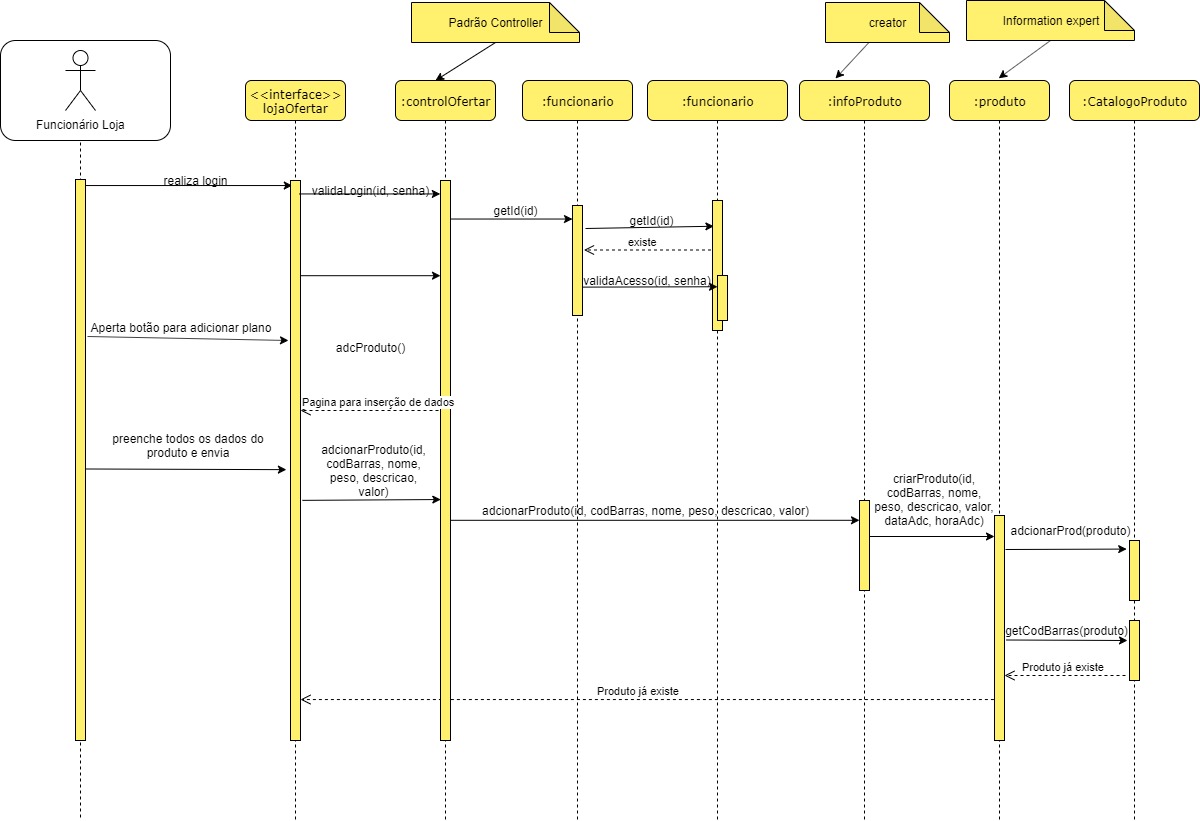 Padrão Controller
creator
Information expert
Funcionário Loja
<<interface>>
lojaOfertar
:controlOfertar
:funcionario
:funcionario
:infoProduto
:produto
:CatalogoProduto
realiza login
validaLogin(id, senha)
getId(id)
getId(id)
existe
validaAcesso(id, senha)
Aperta botão para adicionar plano
adcProduto()
Pagina para inserção de dados
preenche todos os dados do
produto e envia
adcionarProduto(id,
codBarras, nome,
peso, descricao,
valor)
adcionarProduto(id, codBarras, nome, peso, descricao, valor)
criarProduto(id,
codBarras, nome,
peso, descricao, valor,
dataAdc, horaAdc)
adcionarProd(produto)
getCodBarras(produto)
Produto já existe
Produto já existe